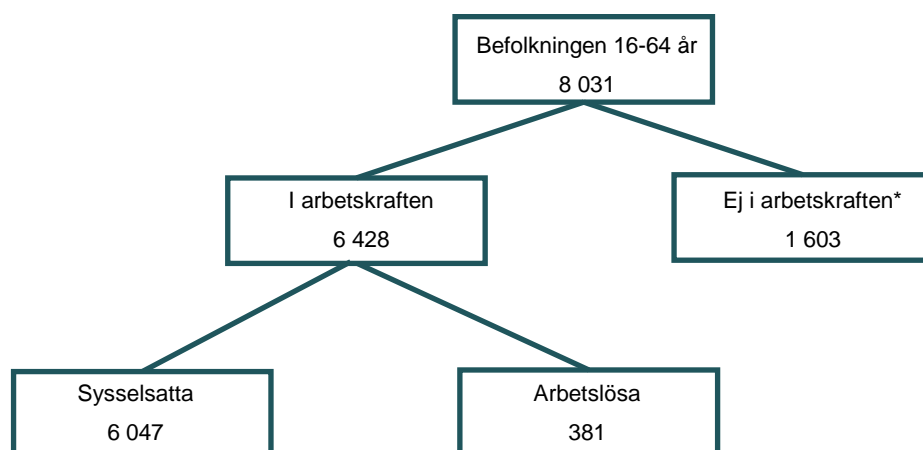 Befolkningen 16-64 år
8 031
I arbetskraften
6 428
Ej i arbetskraften*
1 603
Sysselsatta
6 047
Arbetslösa
381